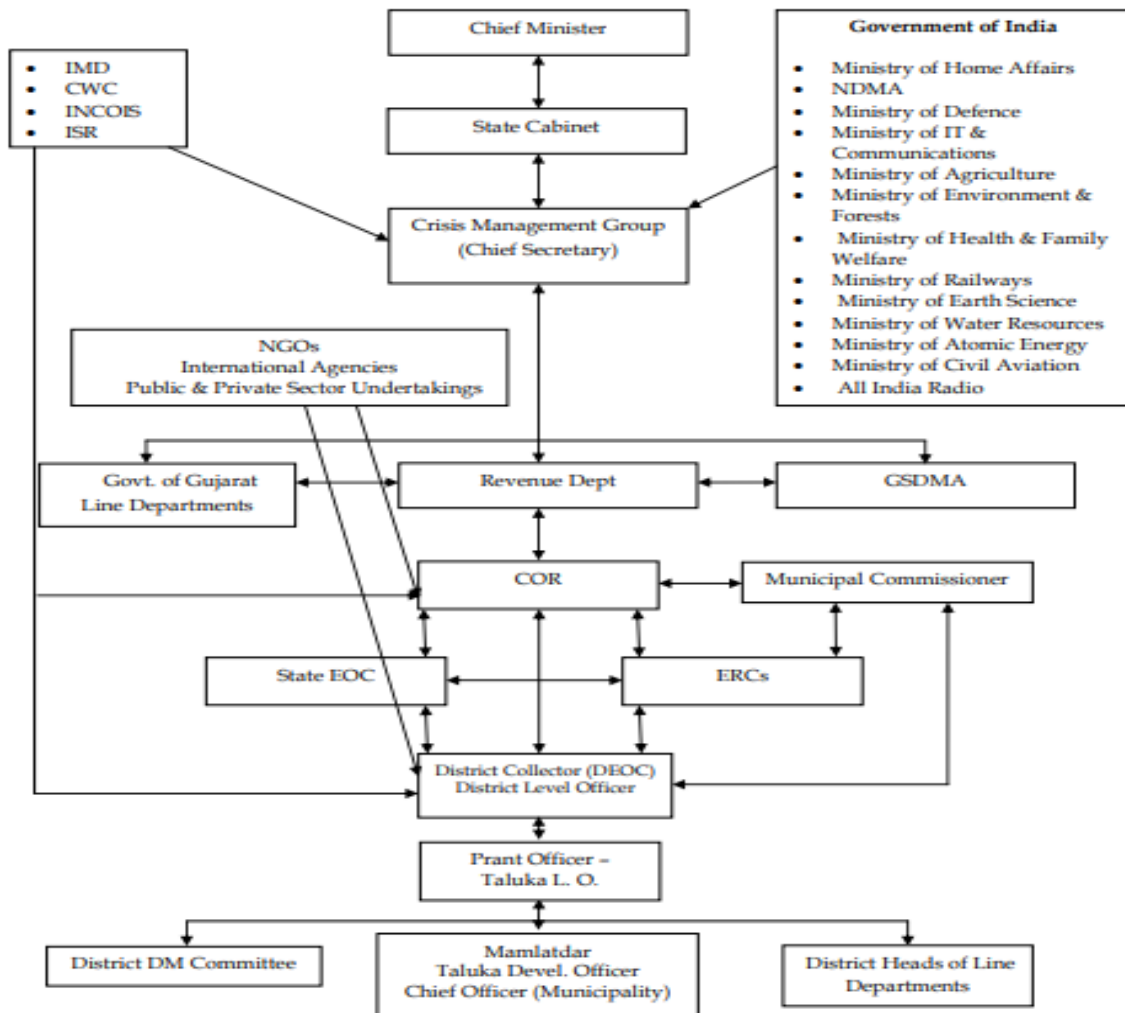 Chief Minister
Government of India
• IMD
• CWC
• INCOIS
• ISR
• Ministry of Home Affairs
• NDMA
• Ministry of Defence
• Ministry of IT &
Communications
• Ministry of Agriculture
• Ministry of Environment &
Forests
• Ministry of Health & Family
Welfare
• Ministry of Railways
• Ministry of Earth Science
• Ministry of Water Resources
• Ministry of Atomic Energy
• Ministry of Civil Aviation
• All India Radio
State Cabinet
Crisis Management Group
(Chief Secretary)
NGOs
International Agencies
Public & Private Sector Undertakings
Govt. of Gujarat
Line Departments
Revenue Dept
GSDMA
COR
Municipal Commissioner
State EOC
ERCs
District Collector (DEOC)
District Level Officer
Prant Officer –
Taluka L. O.
District DM Committee
Mamlatdar
Taluka Devel. Officer
Chief Officer (Municipality)
District Heads of Line
Departments